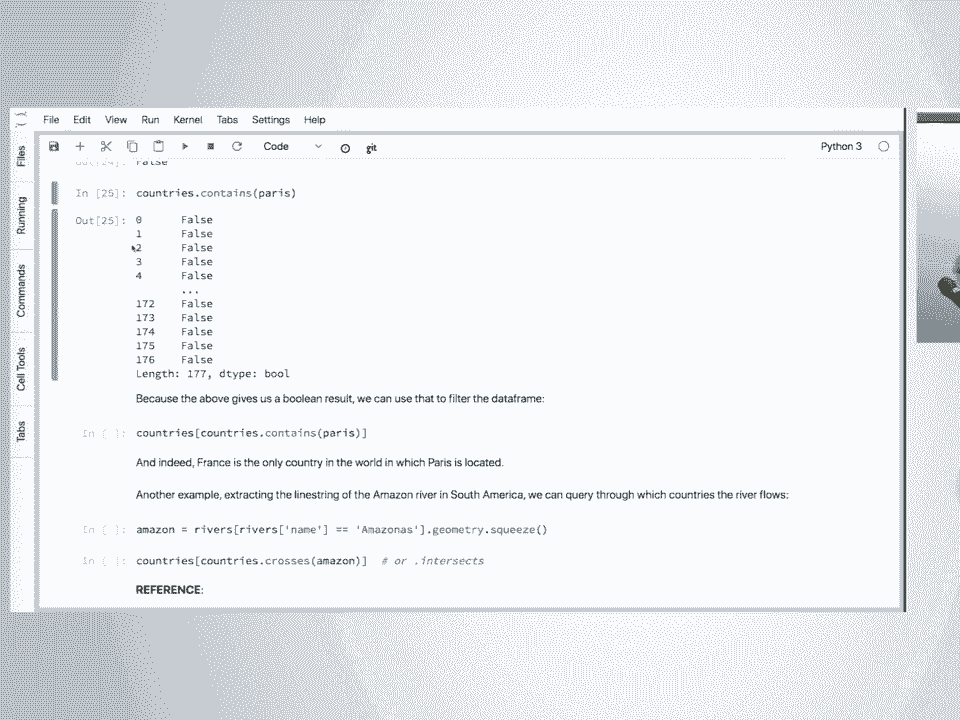 File Edit View Run Kernel Tabs Settings Help
Code git Python 3
Files
Running
Commands
Cell Tools
Tabs
Out[24]: False
In [25]: countries.contains(paris)
Out[25]: 0 False
1 False
2 False
3 False
4 False
...
172 False
173 False
174 False
175 False
176 False
Length: 177, dtype: bool
Because the above gives us a boolean result, we can use that to filter the dataframe:
In [ ]: countries[countries.contains(paris)]
And indeed, France is the only country in the world in which Paris is located.
Another example, extracting the linestring of the Amazon river in South America, we can query through which countries the river flows:
In [ ]: amazon = rivers[rivers['name'] == 'Amazonas'].geometry.squeeze()
In [ ]: countries[countries.crosses(amazon)]  # or .intersects
REFERENCE: